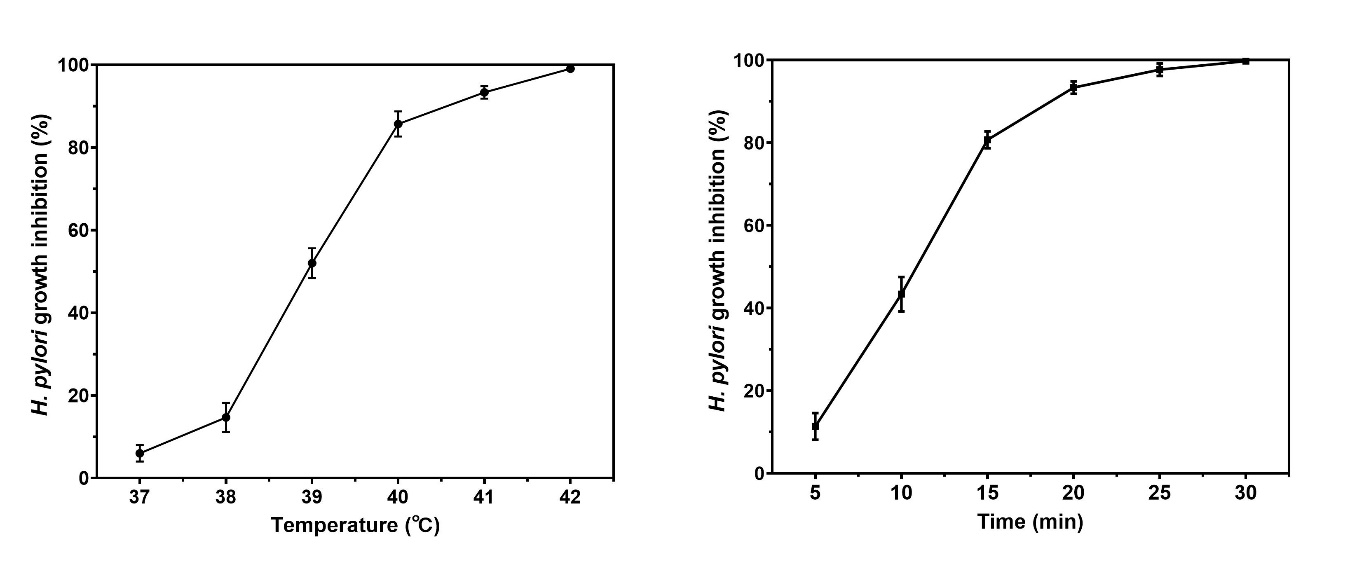 H. pylori growth inhibition (%)
100
80
60
40
20
0
37 38 39 40 41 42
Temperature (°C)
H. pylori growth inhibition (%)
100
80
60
40
20
0
5 10 15 20 25 30
Time (min)